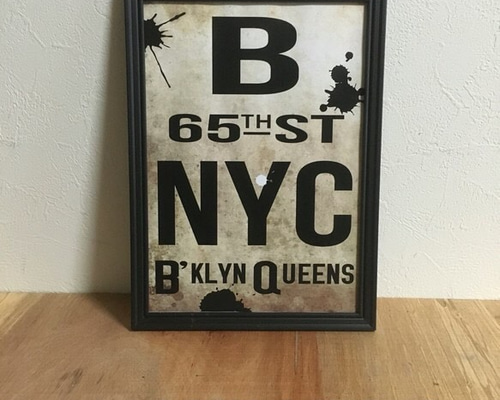 B
65TH ST
NYC
B'KLYN QUEENS